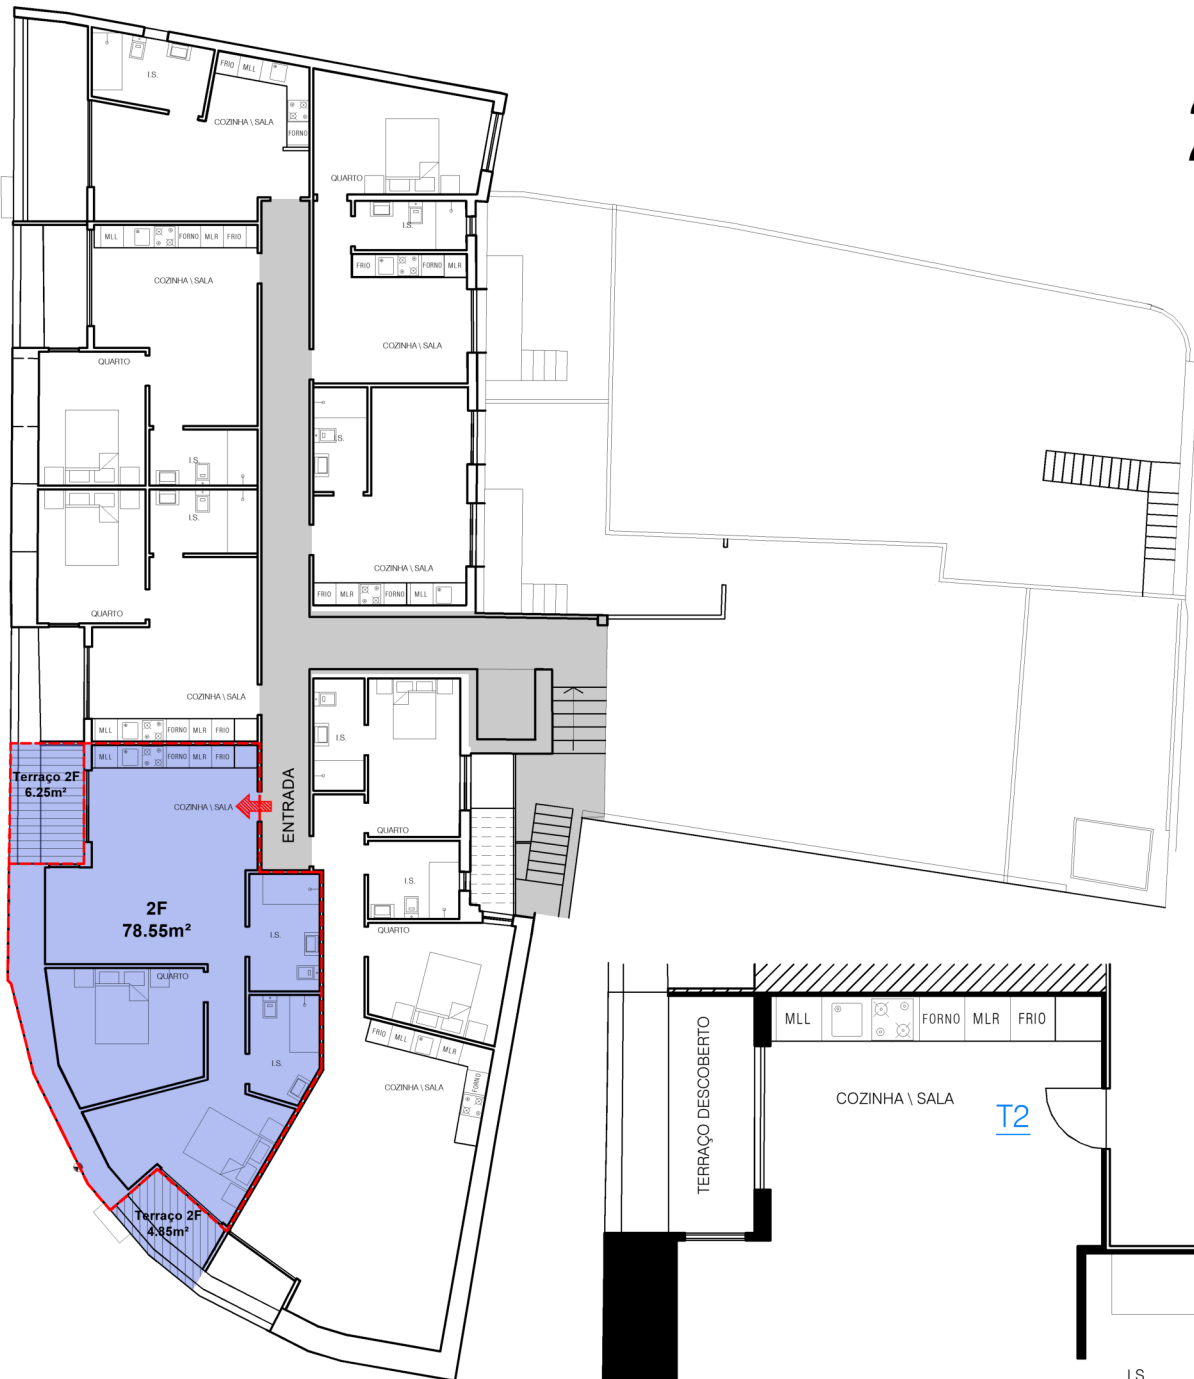 I.S.
FRIO MLL
COZINHA \ SALA
FORNO
QUARTO
I.S.
MLL FORNO MLR FRIO
FRIO FORNO MLR
COZINHA \ SALA
COZINHA \ SALA
QUARTO
I.S.
I.S.
I.S.
COZINHA \ SALA
FRIO MLR FORNO MLL
QUARTO
COZINHA \ SALA
MLL FORNO MLR FRIO
I.S.
MLL FORNO MLR FRIO
Terraço 2F
6.25m²
COZINHA \ SALA
ENTRADA
QUARTO
I.S.
2F
78.55m²
I.S.
QUARTO
QUARTO
FRIO MLL MLR
FORNO
COZINHA \ SALA
I.S.
Terraço 2F
4.85m²
MLL FORNO MLR FRIO
TERRAÇO DESCOBERTO
COZINHA \ SALA
T2
I.S.